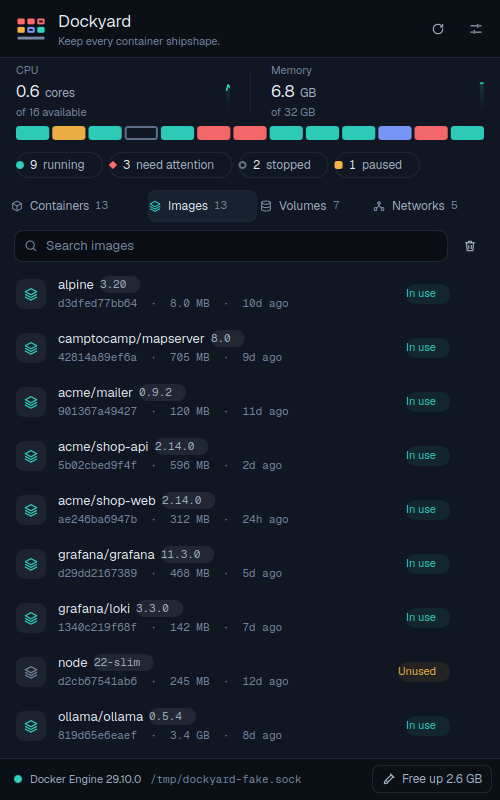 Dockyard
Keep every container shipshape.
CPU
0.6 cores
of 16 available
Memory
6.8 GB
of 32 GB
9 running
3 need attention
2 stopped
1 paused
Containers 13
Images 13
Volumes 7
Networks 5
Search images
alpine 3.20
d3dfed77bb64 · 8.0 MB · 10d ago
In use
camptocamp/mapserver 8.0
42814a89ef6a · 705 MB · 9d ago
In use
acme/mailer 0.9.2
901367a49427 · 120 MB · 11d ago
In use
acme/shop-api 2.14.0
5b02cbed9f4f · 596 MB · 2d ago
In use
acme/shop-web 2.14.0
ae246ba6947b · 312 MB · 24h ago
In use
grafana/grafana 11.3.0
d29dd2167389 · 468 MB · 5d ago
In use
grafana/loki 3.3.0
1340c219f68f · 142 MB · 7d ago
In use
node 22-slim
d2cb67541ab6 · 245 MB · 12d ago
Unused
ollama/ollama 0.5.4
819d65e6eaef · 3.4 GB · 8d ago
In use
Docker Engine 29.10.0 /tmp/dockyard-fake.sock
Free up 2.6 GB